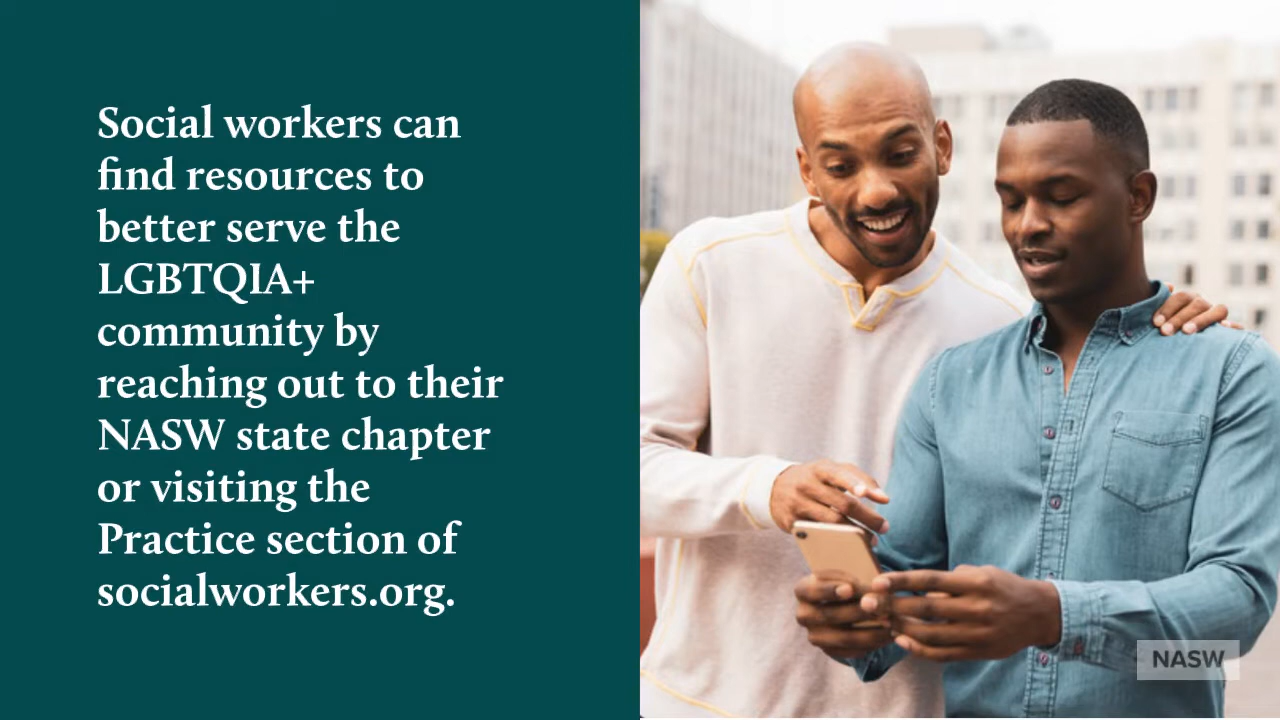 Social workers can
find resources to
better serve the
LGBTQIA+
community by
reaching out to their
NASW state chapter
or visiting the
Practice section of
socialworkers.org.
NASW